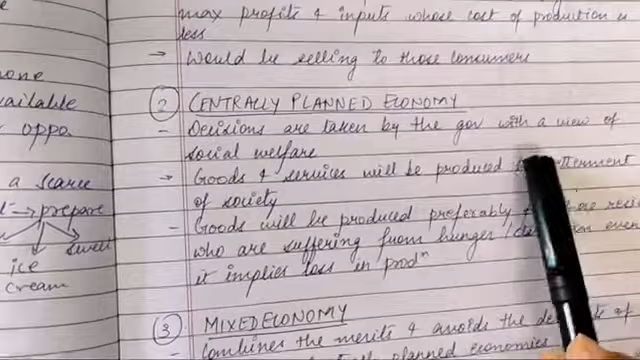 one
available
oppo
a scarce
→ prepare
sweet
ice
cream
max profits & inputs whose cost of production is
less
→ Would be selling to those consumers
② CENTRALLY PLANNED ECONOMY
- Decisions are taken by the gov with a view of
social welfare
→ Goods & services will be produced
of society
- Goods will be produced preferably
who are suffering from hunger / even
it implies loss in prodⁿ
③ MIXED ECONOMY
- Combines the merits & avoids the of
planned economies